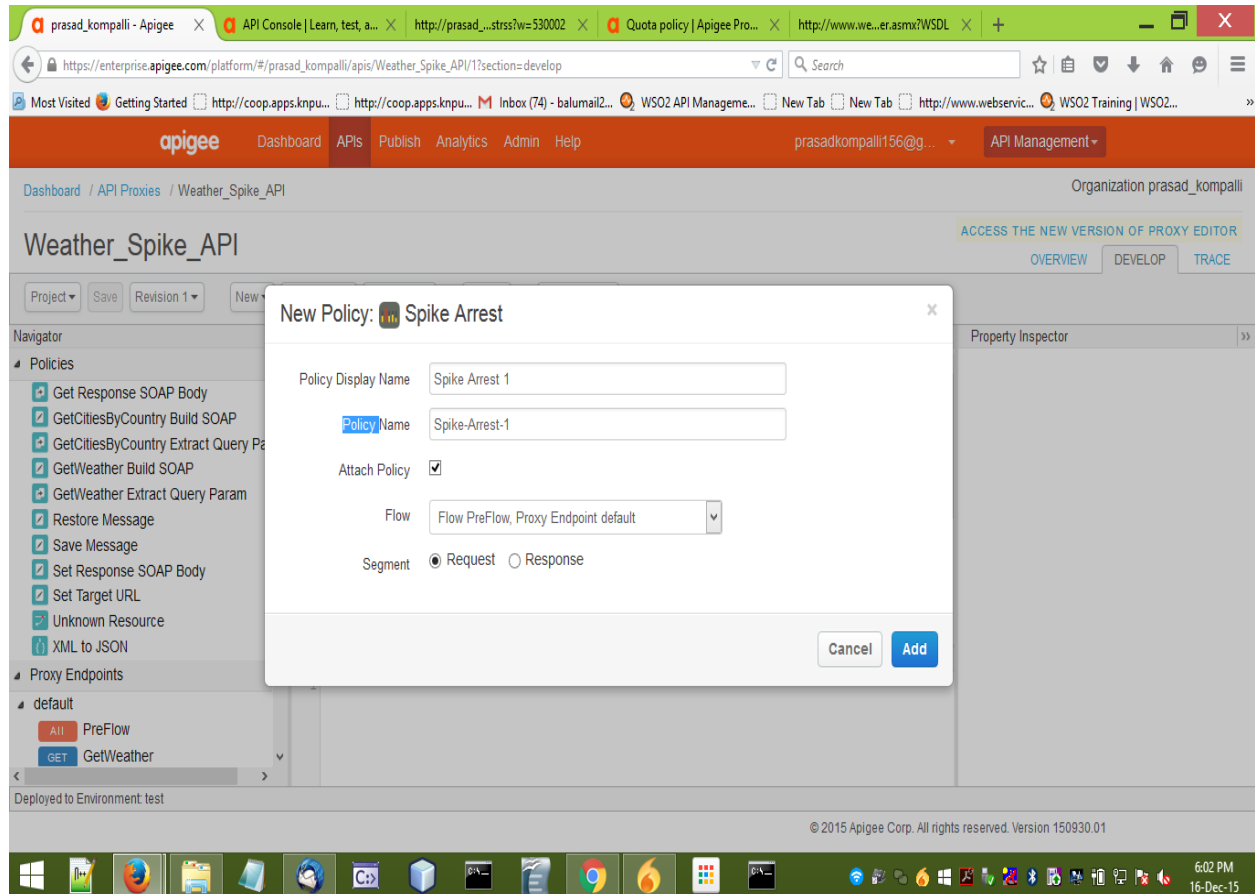 prasad_kompalli - Apigee
API Console | Learn, test, a...
http://prasad_...strss?w=530002
Quota policy | Apigee Pro...
http://www.we...er.asmx?WSDL
https://enterprise.apigee.com/platform/#/prasad_kompalli/apis/Weather_Spike_API/1?section=develop
Search
Most Visited
Getting Started
http://coop.apps.knpu...
http://coop.apps.knpu...
Inbox (74) - balumail2...
WSO2 API Manageme...
New Tab
New Tab
http://www.webservic...
WSO2 Training | WSO2...
apigee
Dashboard
APIs
Publish
Analytics
Admin
Help
prasadkompalli156@g...
API Management
Dashboard / API Proxies / Weather_Spike_API
Organization prasad_kompalli
Weather_Spike_API
ACCESS THE NEW VERSION OF PROXY EDITOR
OVERVIEW
DEVELOP
TRACE
Project
Save
Revision 1
New
New Policy: Spike Arrest
Navigator
Property Inspector
Policies
Get Response SOAP Body
GetCitiesByCountry Build SOAP
GetCitiesByCountry Extract Query Pa
GetWeather Build SOAP
GetWeather Extract Query Param
Restore Message
Save Message
Set Response SOAP Body
Set Target URL
Unknown Resource
XML to JSON
Proxy Endpoints
default
All PreFlow
GET GetWeather
Policy Display Name
Spike Arrest 1
Policy Name
Spike-Arrest-1
Attach Policy
Flow
Flow PreFlow, Proxy Endpoint default
Segment
Request
Response
Cancel
Add
Deployed to Environment: test
© 2015 Apigee Corp. All rights reserved. Version 150930.01
6:02 PM
16-Dec-15